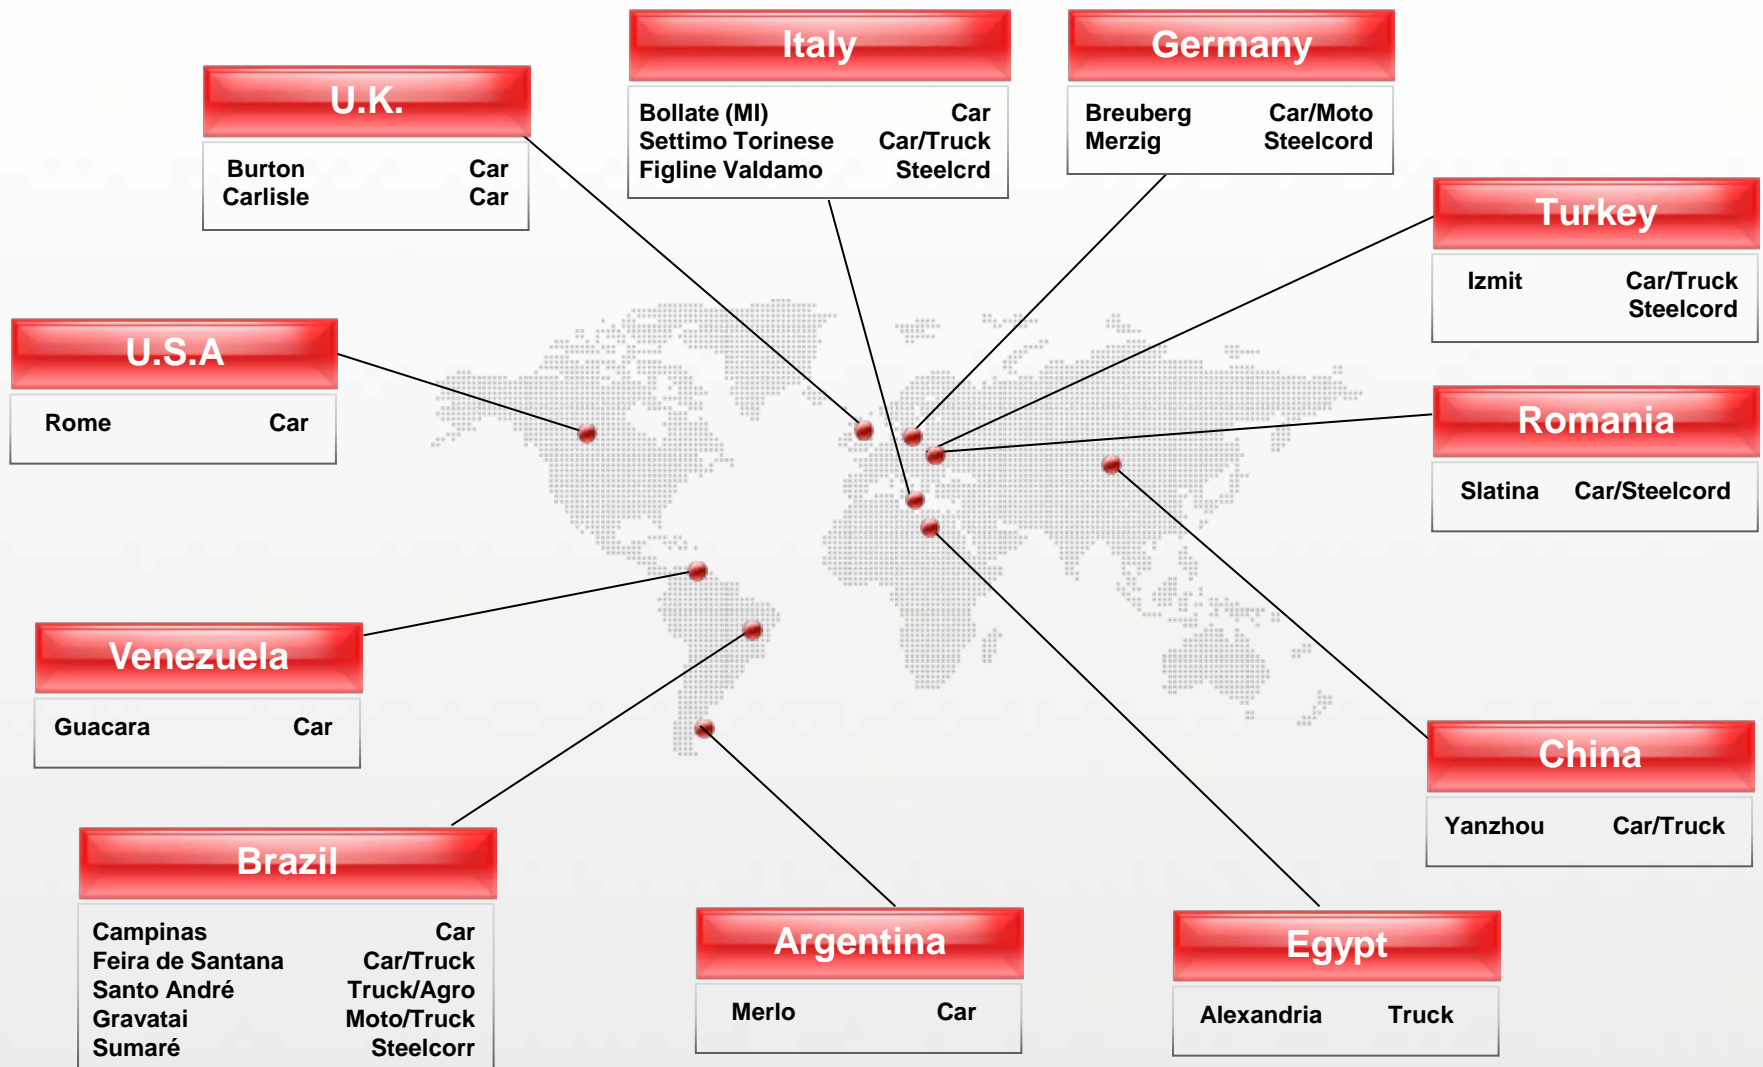 Italy
Bollate (MI) Car
Settimo Torinese Car/Truck
Figline Valdamo Steelcrd
Germany
Breuberg Car/Moto
Merzig Steelcord
U.K.
Burton Car
Carlisle Car
Turkey
Izmit Car/Truck
Steelcord
U.S.A
Rome Car
Romania
Slatina Car/Steelcord
Venezuela
Guacara Car
China
Yanzhou Car/Truck
Brazil
Campinas Car
Feira de Santana Car/Truck
Santo André Truck/Agro
Gravatai Moto/Truck
Sumaré Steelcorr
Argentina
Merlo Car
Egypt
Alexandria Truck